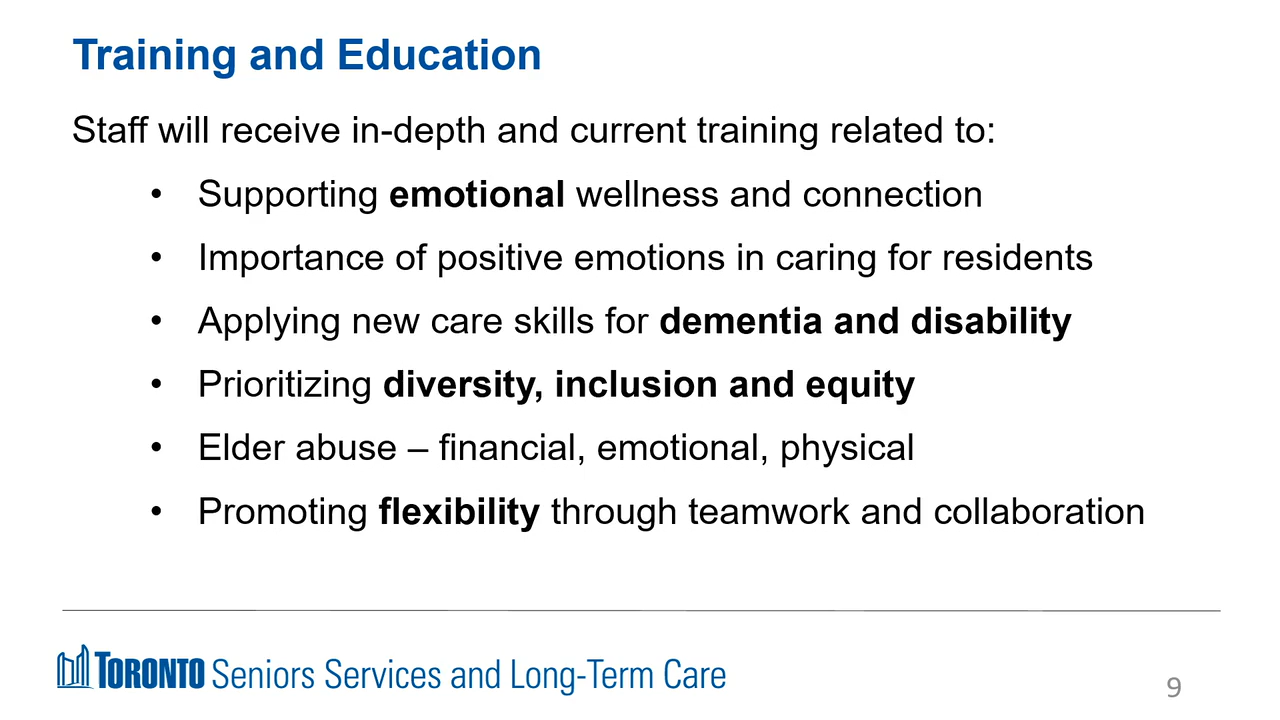 Training and Education
Staff will receive in-depth and current training related to:
• Supporting emotional wellness and connection
• Importance of positive emotions in caring for residents
• Applying new care skills for dementia and disability
• Prioritizing diversity, inclusion and equity
• Elder abuse – financial, emotional, physical
• Promoting flexibility through teamwork and collaboration
TORONTO Seniors Services and Long-Term Care
9